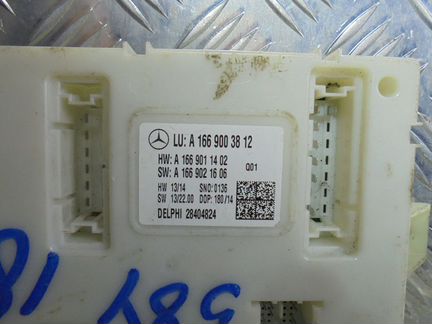 LU: A 166 900 38 12
HW: A 166 901 14 02
SW: A 166 902 16 06
Q01
HW 13/14 SNO: 0136
SW 13/22.00 DOP: 180/14
DELPHI 28404824